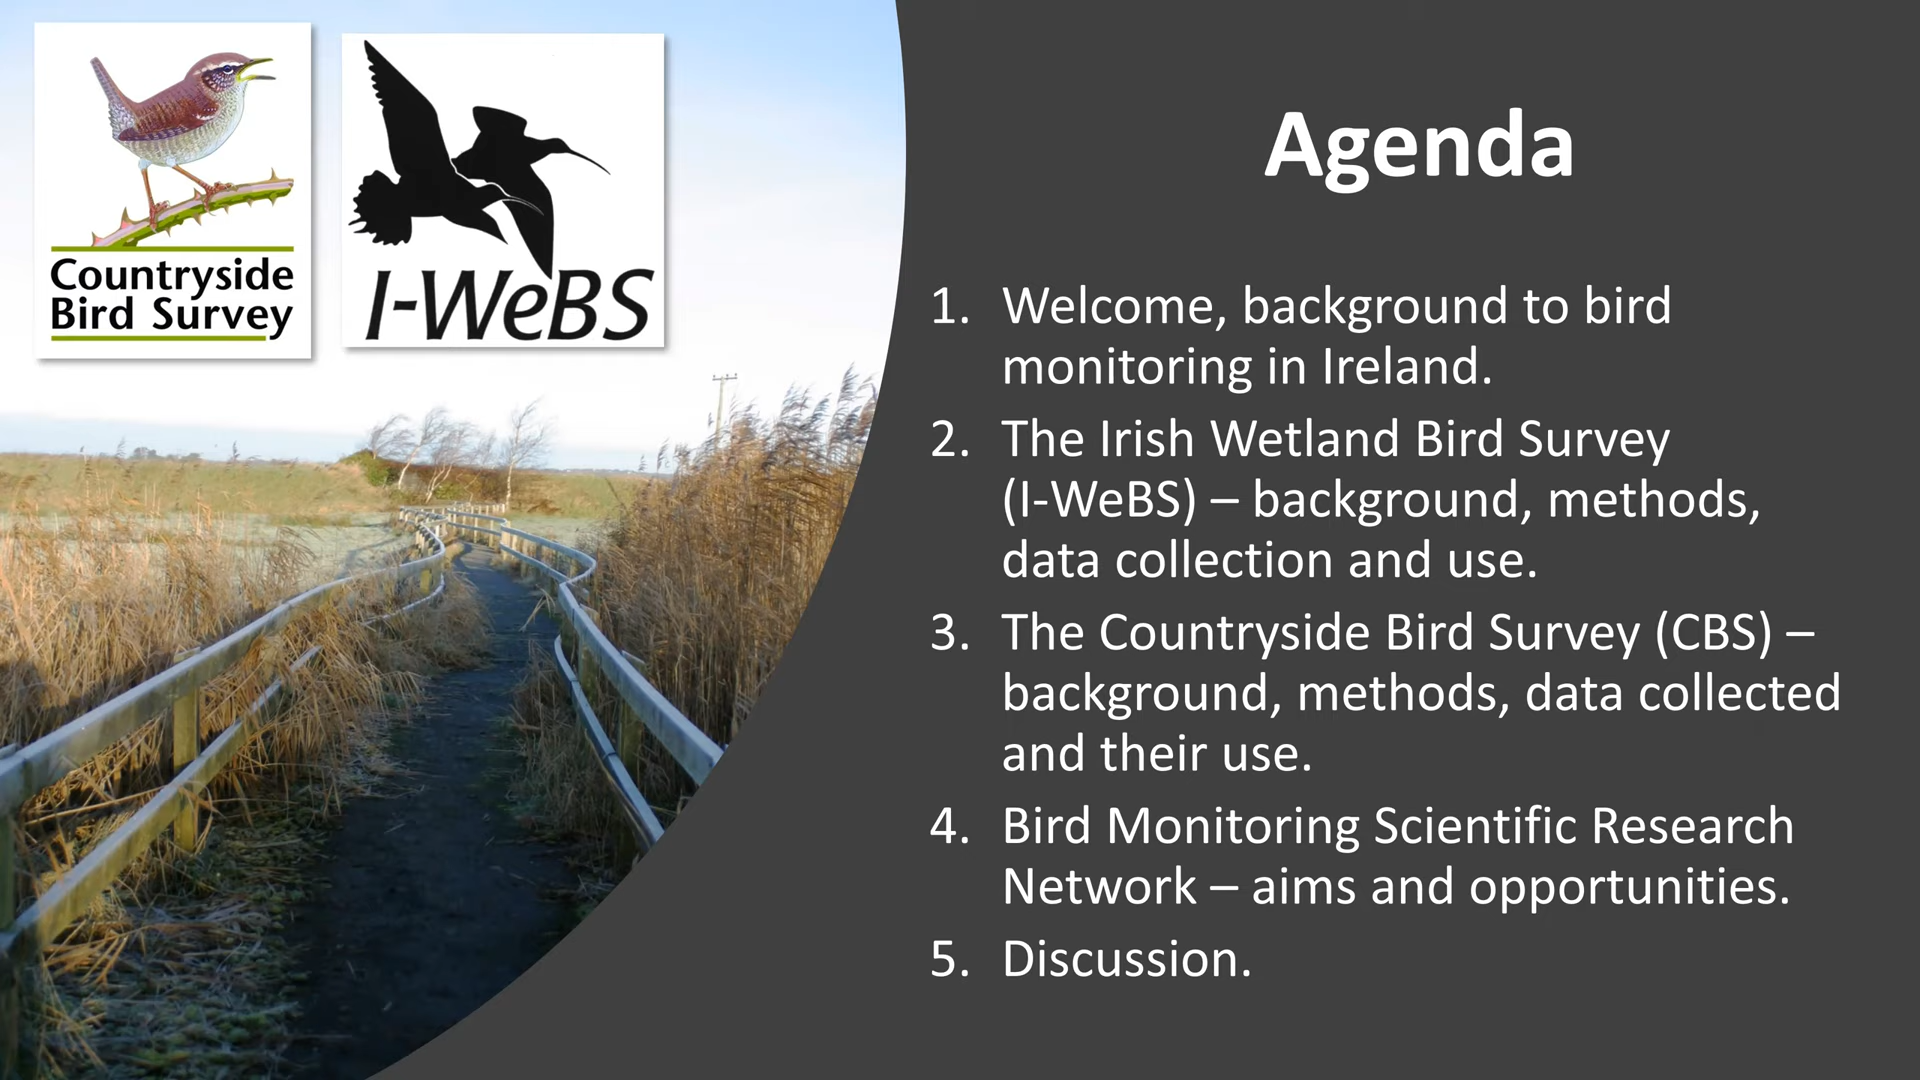 Countryside
Bird Survey
I-WeBS
Agenda
1. Welcome, background to bird
monitoring in Ireland.
2. The Irish Wetland Bird Survey
(I-WeBS) – background, methods,
data collection and use.
3. The Countryside Bird Survey (CBS) –
background, methods, data collected
and their use.
4. Bird Monitoring Scientific Research
Network – aims and opportunities.
5. Discussion.